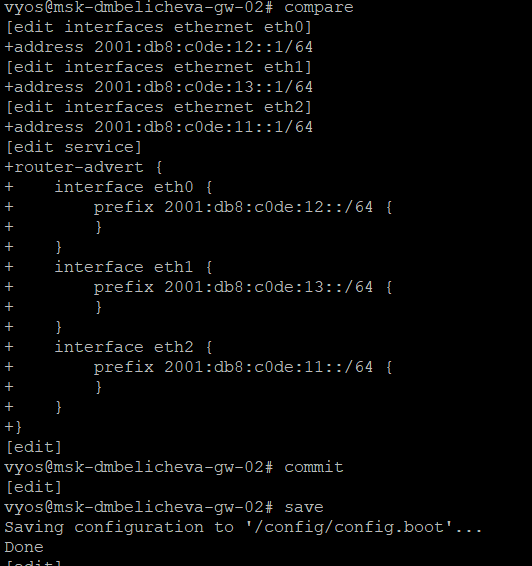 vyos@msk-dmbelicheva-gw-02# compare
[edit interfaces ethernet eth0]
+address 2001:db8:c0de:12::1/64
[edit interfaces ethernet eth1]
+address 2001:db8:c0de:13::1/64
[edit interfaces ethernet eth2]
+address 2001:db8:c0de:11::1/64
[edit service]
+router-advert {
+    interface eth0 {
+        prefix 2001:db8:c0de:12::/64 {
+        }
+    }
+    interface eth1 {
+        prefix 2001:db8:c0de:13::/64 {
+        }
+    }
+    interface eth2 {
+        prefix 2001:db8:c0de:11::/64 {
+        }
+    }
+}
[edit]
vyos@msk-dmbelicheva-gw-02# commit
[edit]
vyos@msk-dmbelicheva-gw-02# save
Saving configuration to '/config/config.boot'...
Done
[edit]